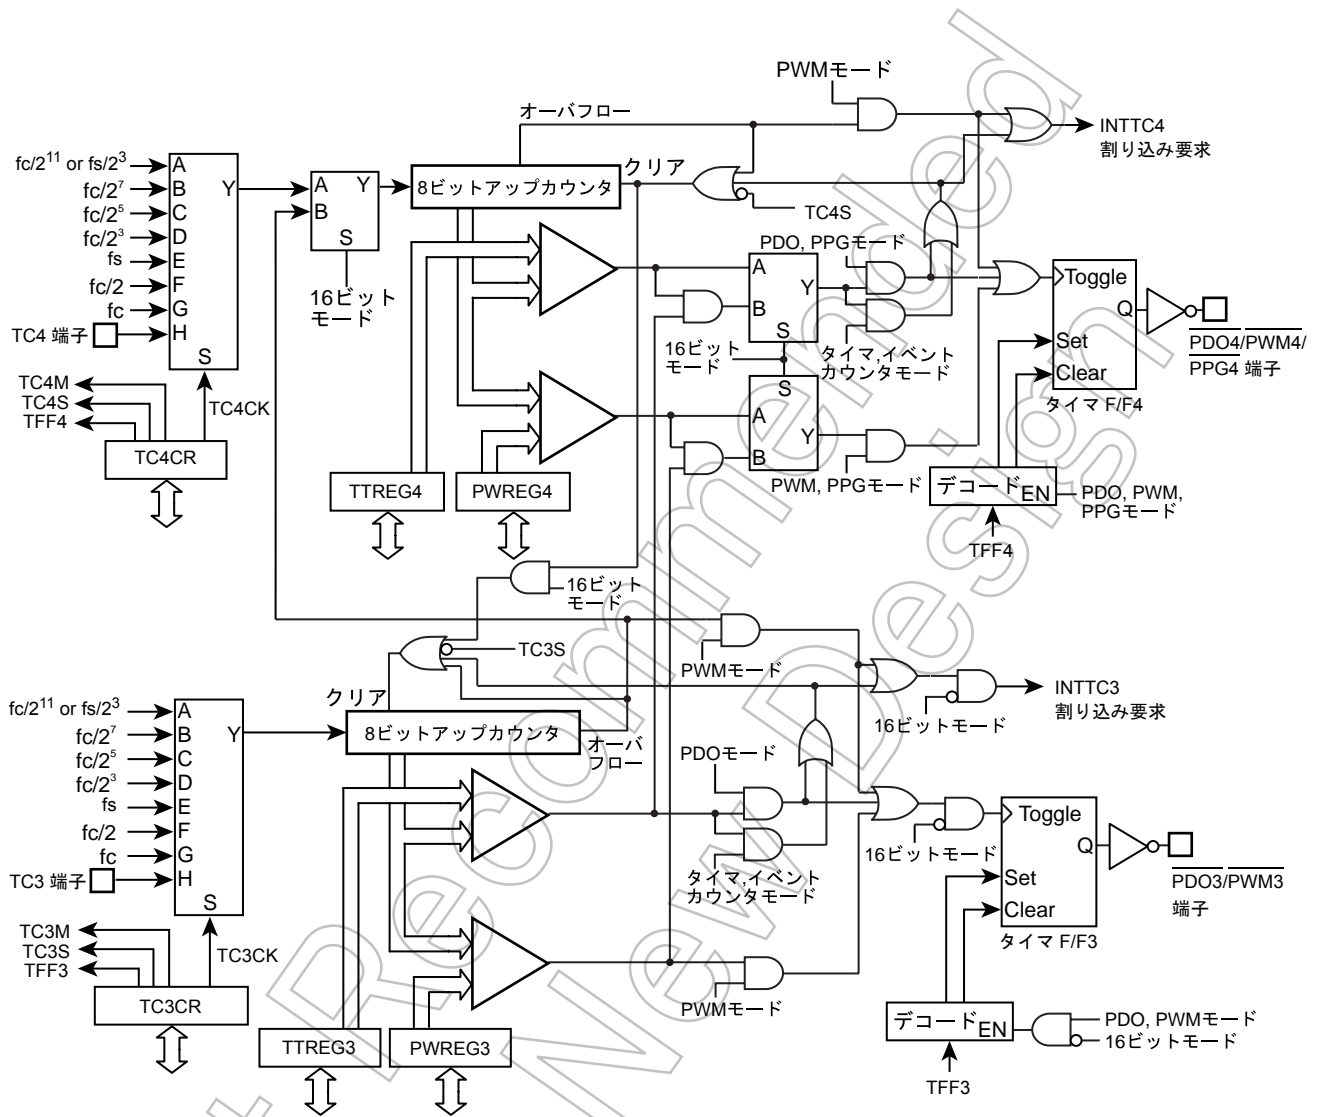 PWMモード
オーバフロー
INTTC4
割り込み要求
fc/2¹¹ or fs/2³
fc/2⁷
fc/2⁵
fc/2³
fs
fc/2
fc
TC4 端子
A
B
C
D
E
F
G
H
Y
S
A
B
Y
S
16ビット
モード
8ビットアップカウンタ
クリア
TC4S
PDO, PPGモード
A
B
Y
S
16ビット
モード
タイマ,イベント
カウンタモード
S
A
B
Y
PWM, PPGモード
Toggle
Q
Set
Clear
タイマ F/F4
PDO4/PWM4/
PPG4 端子
TC4M
TC4S
TFF4
TC4CK
TC4CR
TTREG4
PWREG4
デコード EN
PDO, PWM,
PPGモード
TFF4
16ビット
モード
TC3S
PWMモード
INTTC3
割り込み要求
16ビットモード
クリア
fc/2¹¹ or fs/2³
fc/2⁷
fc/2⁵
fc/2³
fs
fc/2
fc
TC3 端子
A
B
C
D
E
F
G
H
Y
S
8ビットアップカウンタ
オーバ
フロー
PDOモード
タイマ,イベント
カウンタモード
16ビットモード
Toggle
Q
Set
Clear
タイマ F/F3
PDO3/PWM3
端子
TC3M
TC3S
TFF3
TC3CK
TC3CR
PWMモード
TTREG3
PWREG3
デコード EN
PDO, PWMモード
16ビットモード
TFF3
Recommended
New Design